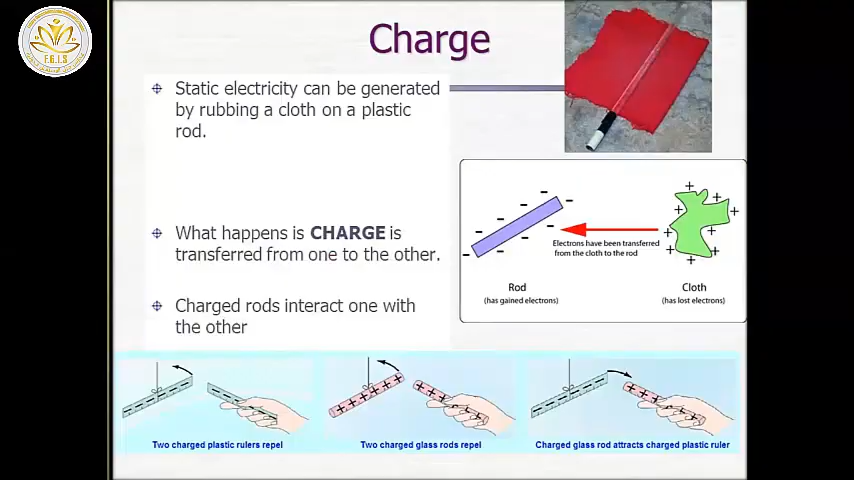 F.G.I.S
Charge
Static electricity can be generated
by rubbing a cloth on a plastic
rod.
What happens is CHARGE is
transferred from one to the other.
Charged rods interact one with
the other
Electrons have been transferred
from the cloth to the rod
Rod
(has gained electrons)
Cloth
(has lost electrons)
Two charged plastic rulers repel
Two charged glass rods repel
Charged glass rod attracts charged plastic ruler